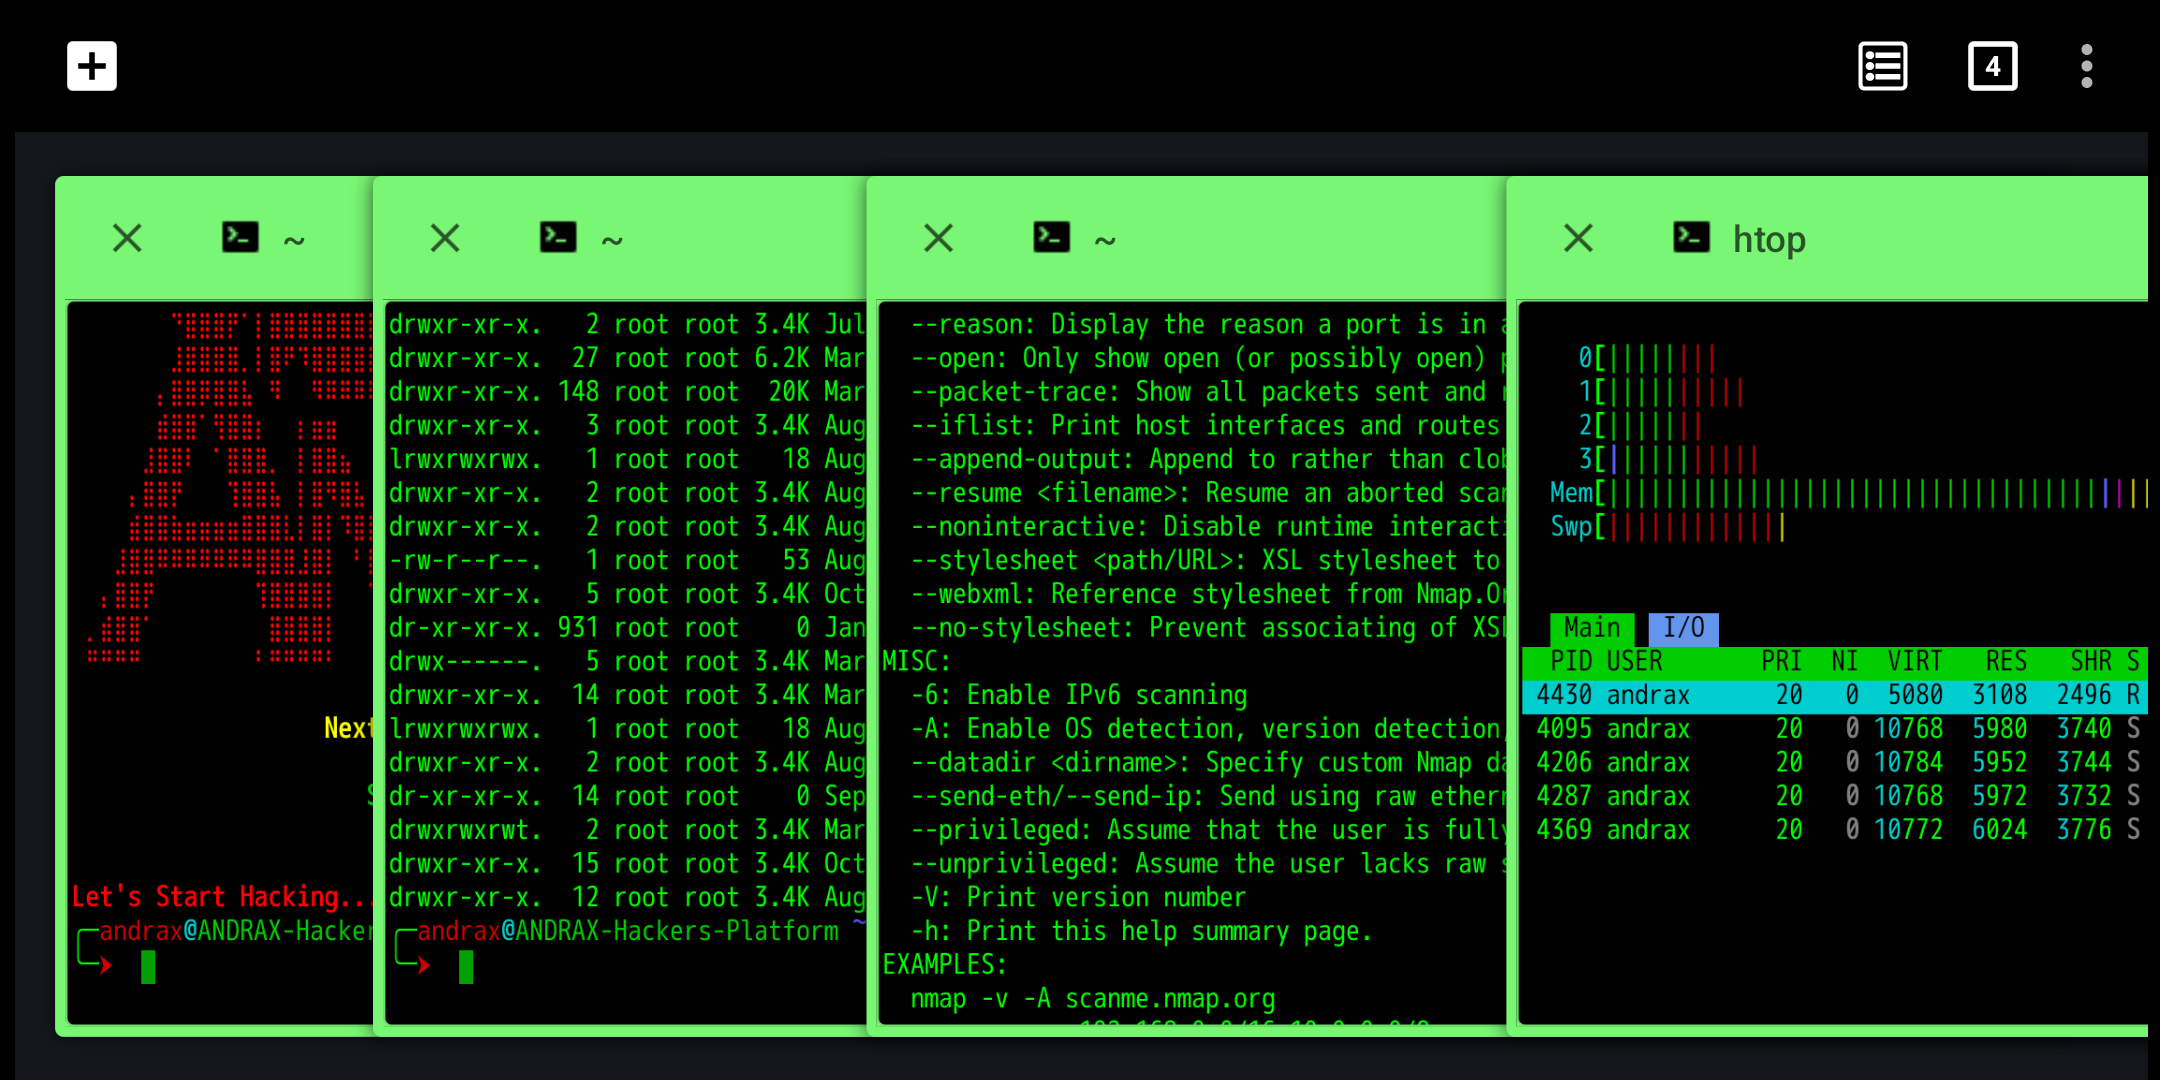 4
~
~
~
htop
Next
Let's Start Hacking...
andrax@ANDRAX-Hacker
drwxr-xr-x.   2 root root 3.4K Jul
drwxr-xr-x.  27 root root 6.2K Mar
drwxr-xr-x. 148 root root  20K Mar
drwxr-xr-x.   3 root root 3.4K Aug
lrwxrwxrwx.   1 root root   18 Aug
drwxr-xr-x.   2 root root 3.4K Aug
drwxr-xr-x.   2 root root 3.4K Aug
-rw-r--r--.   1 root root   53 Aug
drwxr-xr-x.   5 root root 3.4K Oct
dr-xr-xr-x. 931 root root    0 Jan
drwx------.   5 root root 3.4K Mar
drwxr-xr-x.  14 root root 3.4K Mar
lrwxrwxrwx.   1 root root   18 Aug
drwxr-xr-x.   2 root root 3.4K Aug
dr-xr-xr-x.  14 root root    0 Sep
drwxrwxrwt.   2 root root 3.4K Mar
drwxr-xr-x.  15 root root 3.4K Oct
drwxr-xr-x.  12 root root 3.4K Aug
andrax@ANDRAX-Hackers-Platform ~
--reason: Display the reason a port is in a
--open: Only show open (or possibly open) p
--packet-trace: Show all packets sent and
--iflist: Print host interfaces and routes
--append-output: Append to rather than clob
--resume <filename>: Resume an aborted scan
--noninteractive: Disable runtime interacti
--stylesheet <path/URL>: XSL stylesheet to
--webxml: Reference stylesheet from Nmap.Or
--no-stylesheet: Prevent associating of XSL
MISC:
-6: Enable IPv6 scanning
-A: Enable OS detection, version detection,
--datadir <dirname>: Specify custom Nmap da
--send-eth/--send-ip: Send using raw ethern
--privileged: Assume that the user is fully
--unprivileged: Assume the user lacks raw s
-V: Print version number
-h: Print this help summary page.
EXAMPLES:
nmap -v -A scanme.nmap.org
0[
1[
2[
3[
Mem[
Swp[
Main I/O
PID USER PRI NI VIRT RES SHR S
4430 andrax 20 0 5080 3108 2496 R
4095 andrax 20 0 10768 5980 3740 S
4206 andrax 20 0 10784 5952 3744 S
4287 andrax 20 0 10768 5972 3732 S
4369 andrax 20 0 10772 6024 3776 S